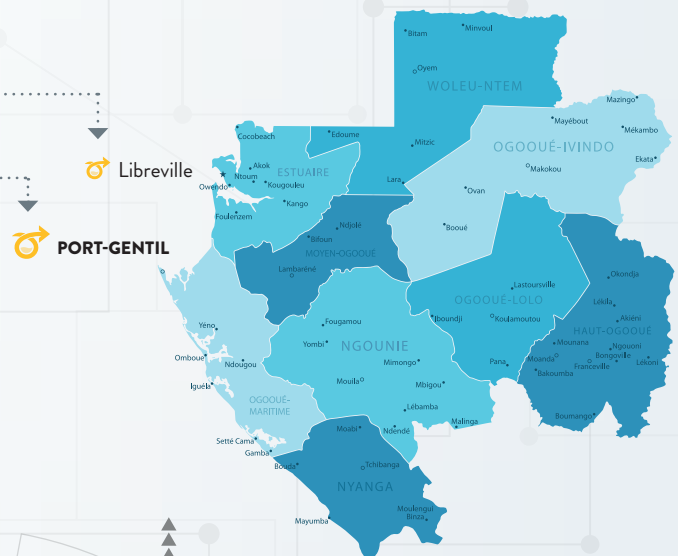 Bitam
Minvoul
Oyem
WOLEU-NTEM
Mazingo
Mayébout
Mékambo
Cocobeach
Edoume
Mitzic
OGOOUÉ-IVINDO
Ekata
Libreville
Akok
Ntoum
ESTUAIRE
Makokou
Owendo
Kougouleu
Lara
Ovan
Kango
Foulenzem
PORT-GENTIL
Ndjolé
Bifoun
Booué
MOYEN-OGOOUÉ
Lambaréné
Okondja
Lastoursville
OGOOUÉ-LOLO
Lékila
Yéno
Fougamou
Iboundji
Koulamoutou
Akiéni
HAUT-OGOOUÉ
Yombi
NGOUNIE
Mounana
Ngouoni
Omboue
Ndougou
Mimongo
Pana
Moanda
Bongoville
Franceville
Lékoni
Iguéla
Mouila
Mbigou
Bakoumba
OGOOUÉ-
MARITIME
Lébamba
Boumango
Setté Cama
Moabi
Ndendé
Malinga
Gamba
Bouda
Tchibanga
NYANGA
Mayumba
Moulengui
Binza